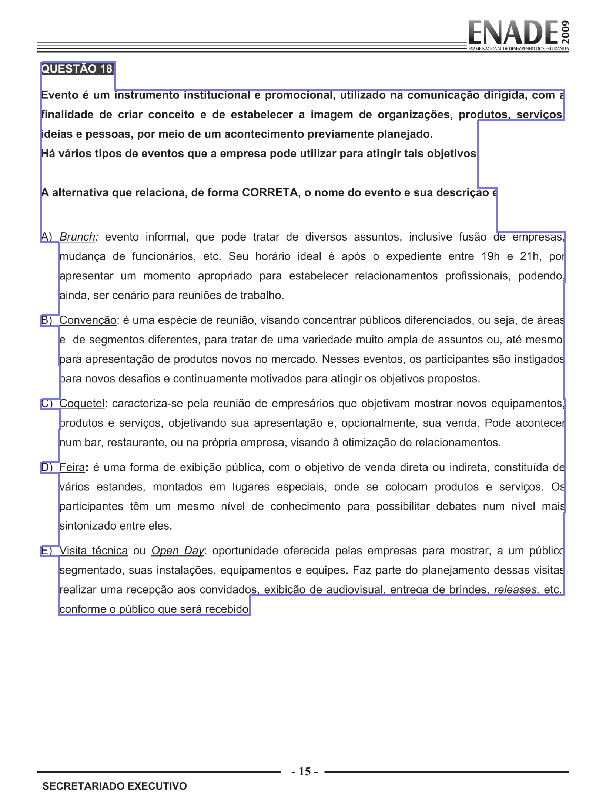 ENADE 2009
EXAME NACIONAL DE DESEMPENHO DOS ESTUDANTES
QUESTÃO 18
Evento é um instrumento institucional e promocional, utilizado na comunicação dirigida, com a
finalidade de criar conceito e de estabelecer a imagem de organizações, produtos, serviços,
ideias e pessoas, por meio de um acontecimento previamente planejado.
Há vários tipos de eventos que a empresa pode utilizar para atingir tais objetivos.
A alternativa que relaciona, de forma CORRETA, o nome do evento e sua descrição é
A) Brunch: evento informal, que pode tratar de diversos assuntos, inclusive fusão de empresas,
mudança de funcionários, etc. Seu horário ideal é após o expediente entre 19h e 21h, por
apresentar um momento apropriado para estabelecer relacionamentos profissionais, podendo,
ainda, ser cenário para reuniões de trabalho.
B) Convenção: é uma espécie de reunião, visando concentrar públicos diferenciados, ou seja, de áreas
e de segmentos diferentes, para tratar de uma variedade muito ampla de assuntos ou, até mesmo,
para apresentação de produtos novos no mercado. Nesses eventos, os participantes são instigados
para novos desafios e continuamente motivados para atingir os objetivos propostos.
C) Coquetel: caracteriza-se pela reunião de empresários que objetivam mostrar novos equipamentos,
produtos e serviços, objetivando sua apresentação e, opcionalmente, sua venda. Pode acontecer
num bar, restaurante, ou na própria empresa, visando à otimização de relacionamentos.
D) Feira: é uma forma de exibição pública, com o objetivo de venda direta ou indireta, constituída de
vários estandes, montados em lugares especiais, onde se colocam produtos e serviços. Os
participantes têm um mesmo nível de conhecimento para possibilitar debates num nível mais
sintonizado entre eles.
E) Visita técnica ou Open Day: oportunidade oferecida pelas empresas para mostrar, a um público
segmentado, suas instalações, equipamentos e equipes. Faz parte do planejamento dessas visitas
realizar uma recepção aos convidados, exibição de audiovisual, entrega de brindes, releases, etc.,
conforme o público que será recebido.
- 15 -
SECRETARIADO EXECUTIVO